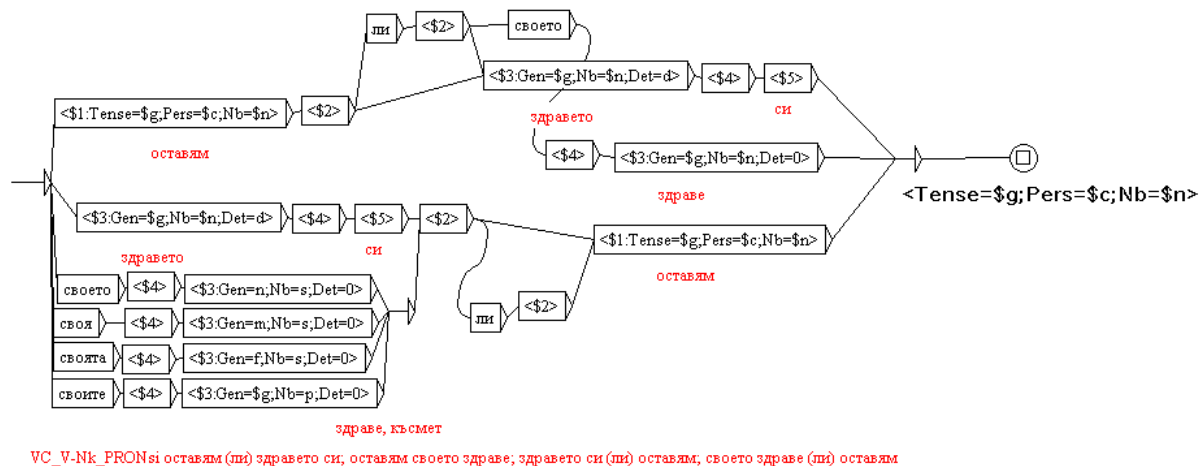 ли <$2> своето
<$3:Gen=$g;Nb=$n;Det=d> <$4> <$5>
<$1:Tense=$g;Pers=$c;Nb=$n> <$2>
здравето
си
оставям
<$4> <$3:Gen=$g;Nb=$n;Det=0>
здраве
<Tense=$g;Pers=$c;Nb=$n>
<$3:Gen=$g;Nb=$n;Det=d> <$4> <$5> <$2>
<$1:Tense=$g;Pers=$c;Nb=$n>
здравето
си
оставям
своето <$4> <$3:Gen=n;Nb=s;Det=0>
ли <$2>
своя <$4> <$3:Gen=m;Nb=s;Det=0>
своята <$4> <$3:Gen=f;Nb=s;Det=0>
своите <$4> <$3:Gen=$g;Nb=p;Det=0>
здраве, късмет
VC_V-Nk_PRONsi оставям (ли) здравето си; оставям своето здраве; здравето си (ли) оставям; своето здраве (ли) оставям